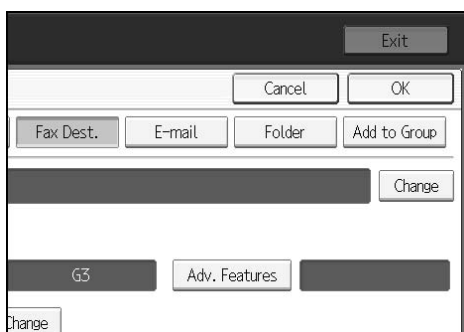 Exit
Cancel OK
Fax Dest. E-mail Folder Add to Group
Change
G3 Adv. Features
Change